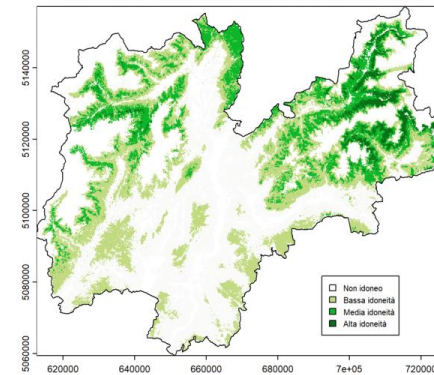 5140000
5120000
5100000
5080000
5060000
Non idoneo
Bassa idoneità
Media idoneità
Alta idoneità
620000 640000 660000 680000 7e+05 720000